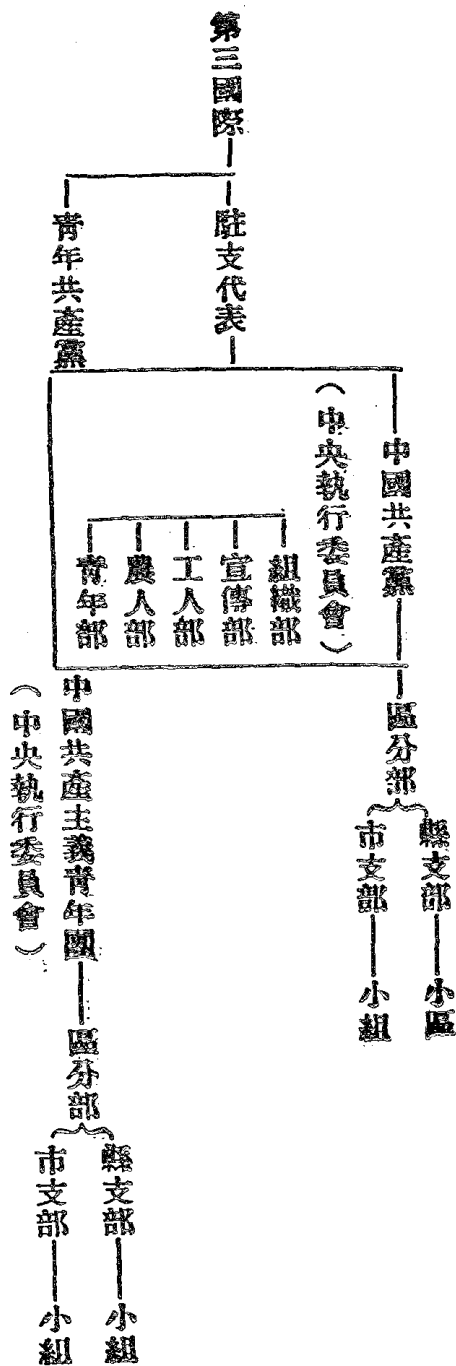 第三國際
駐支代表
青年共產黨
中國共產黨
（中央執行委員會）
組織部
宣傳部
工人部
農人部
青年部
區分部
縣支部
小區
市支部
小組
中國共產主義青年團
（中央執行委員會）
區分部
縣支部
小組
市支部
小組